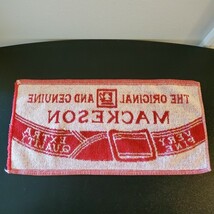 THE ORIGINAL AND GENUINE
MACKESON
EXTRA QUALITY
VERY FINE